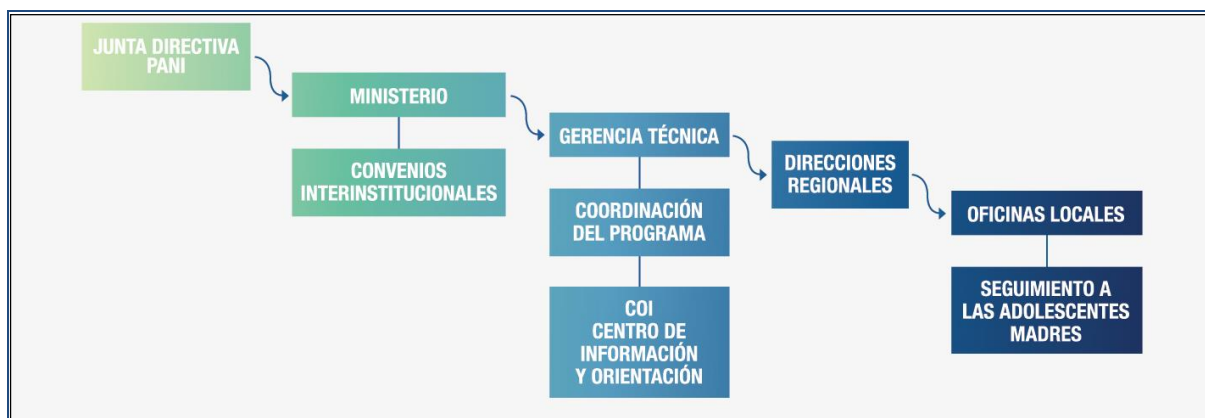 JUNTA DIRECTIVA
PANI
MINISTERIO
CONVENIOS
INTERINSTITUCIONALES
GERENCIA TÉCNICA
COORDINACIÓN
DEL PROGRAMA
COI
CENTRO DE
INFORMACIÓN
Y ORIENTACIÓN
DIRECCIONES
REGIONALES
OFICINAS LOCALES
SEGUIMIENTO A
LAS ADOLESCENTES
MADRES